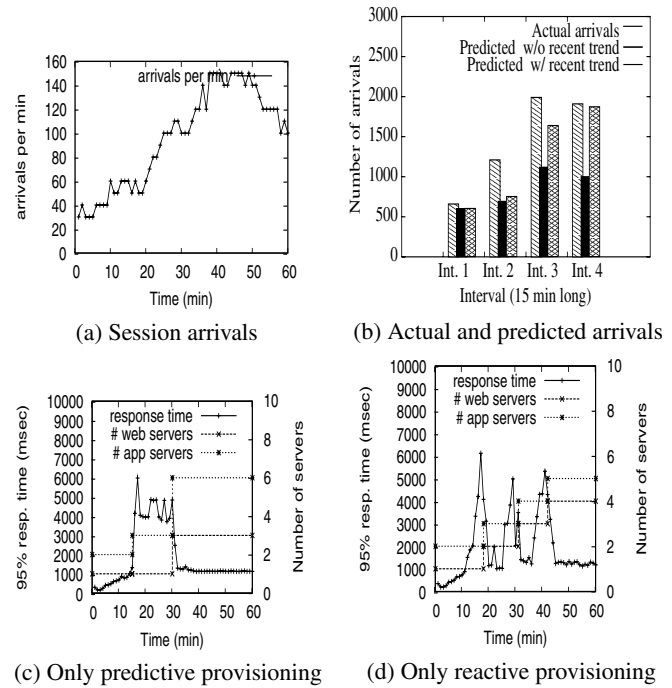 160
140
120
100
80
60
40
20
0
arrivals per min
arrivals per min
0 10 20 30 40 50 60
Time (min)
(a) Session arrivals
3000
2500
2000
1500
1000
500
0
Number of arrivals
Actual arrivals
Predicted w/o recent trend
Predicted w/ recent trend
Int. 1 Int. 2 Int. 3 Int. 4
Interval (15 min long)
(b) Actual and predicted arrivals
10000
9000
8000
7000
6000
5000
4000
3000
2000
1000
0
95% resp. time (msec)
response time
# web servers
# app servers
10
8
6
4
2
0
Number of servers
0 10 20 30 40 50 60
Time (min)
(c) Only predictive provisioning
10000
9000
8000
7000
6000
5000
4000
3000
2000
1000
0
95% resp. time (msec)
response time
# web servers
# app servers
10
8
6
4
2
0
Number of servers
0 10 20 30 40 50 60
Time (min)
(d) Only reactive provisioning